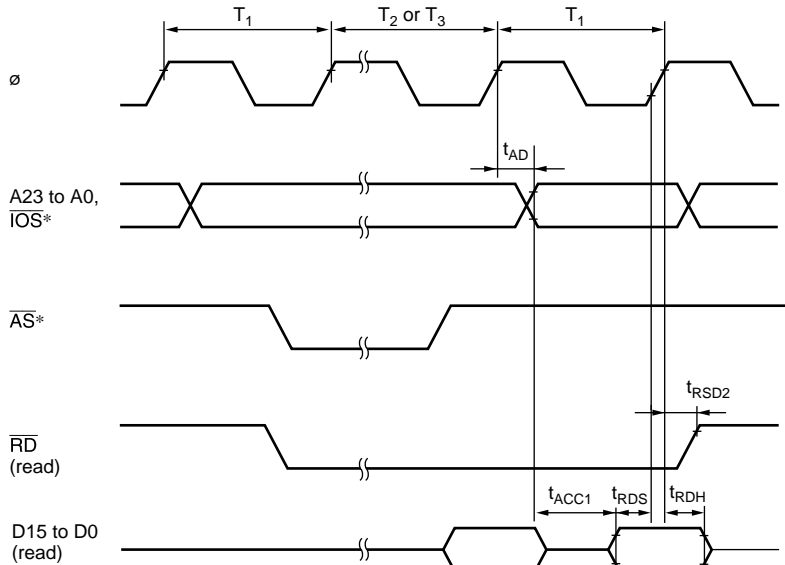 T1 T2 or T3 T1
ø
tAD
A23 to A0,
IOS*
AS*
tRSD2
RD
(read)
tACC1 tRDS tRDH
D15 to D0
(read)